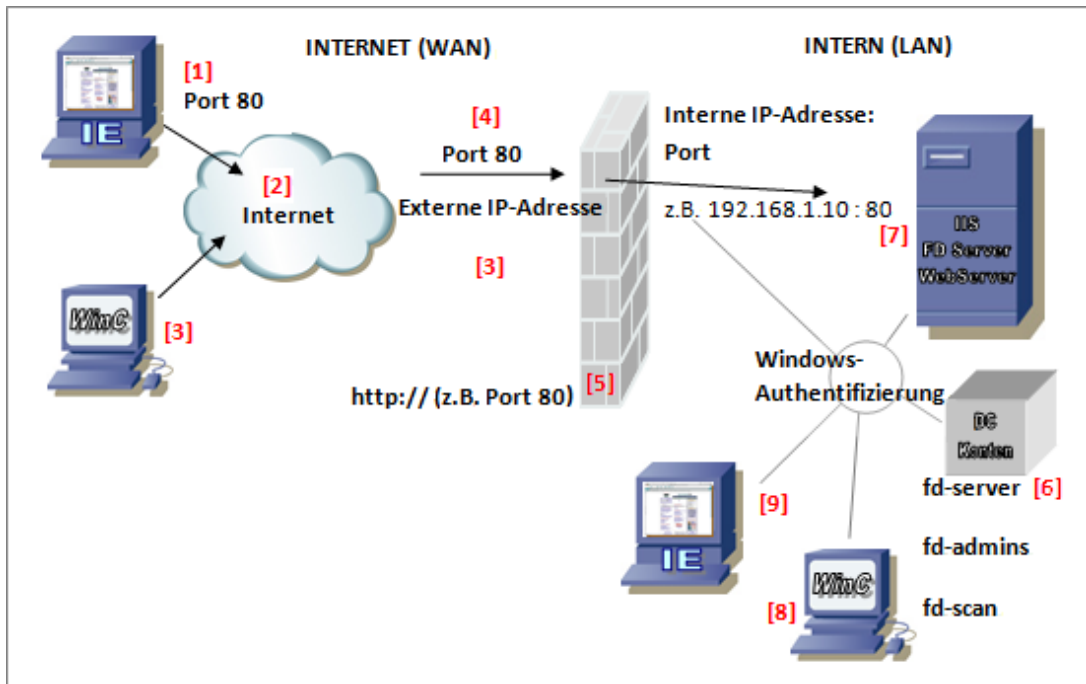 INTERNET (WAN)
INTERN (LAN)
[1]
Port 80
IE
[2]
Internet
WinC
[3]
[4]
Port 80
Externe IP-Adresse
[3]
http:// (z.B. Port 80)
[5]
Interne IP-Adresse:
Port
z.B. 192.168.1.10 : 80
[7]
IIS
FD Server
WebServer
Windows-
Authentifizierung
DC
Konten
fd-server [6]
fd-admins
fd-scan
[9]
IE
WinC
[8]